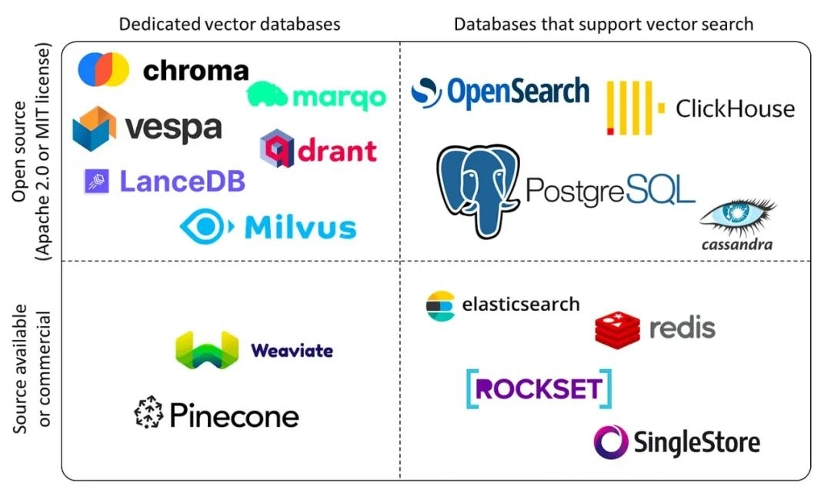 Dedicated vector databases
Databases that support vector search
Open source
(Apache 2.0 or MIT license)
chroma
marqo
vespa
qdrant
LanceDB
Milvus
OpenSearch
ClickHouse
PostgreSQL
cassandra
Source available
or commercial
Weaviate
Pinecone
elasticsearch
redis
[ROCKSET]
SingleStore